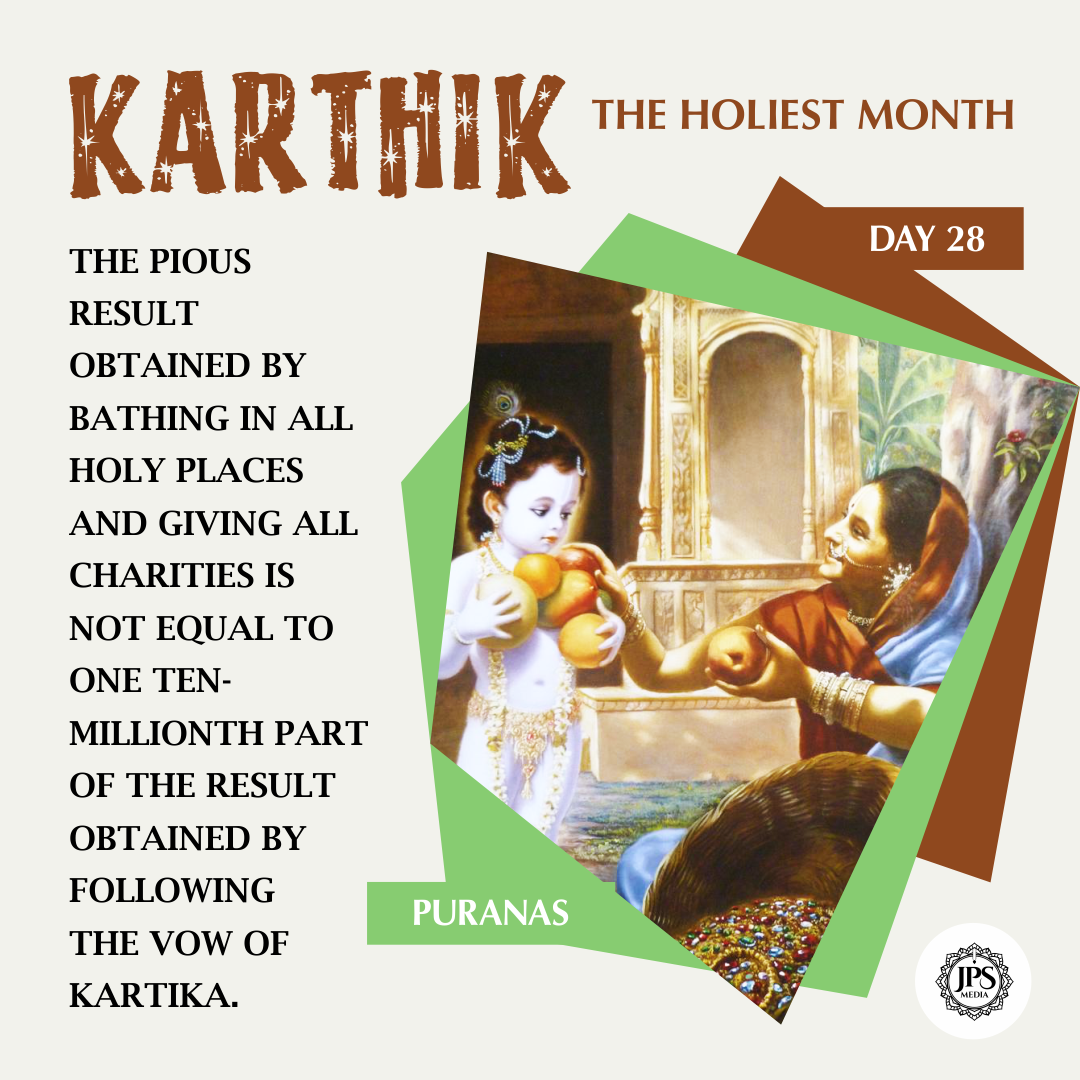 KARTHIK
THE HOLIEST MONTH
DAY 28
THE PIOUS
RESULT
OBTAINED BY
BATHING IN ALL
HOLY PLACES
AND GIVING ALL
CHARITIES IS
NOT EQUAL TO
ONE TEN-
MILLIONTH PART
OF THE RESULT
OBTAINED BY
FOLLOWING
THE VOW OF
KARTIKA.
PURANAS
JPS
MEDIA